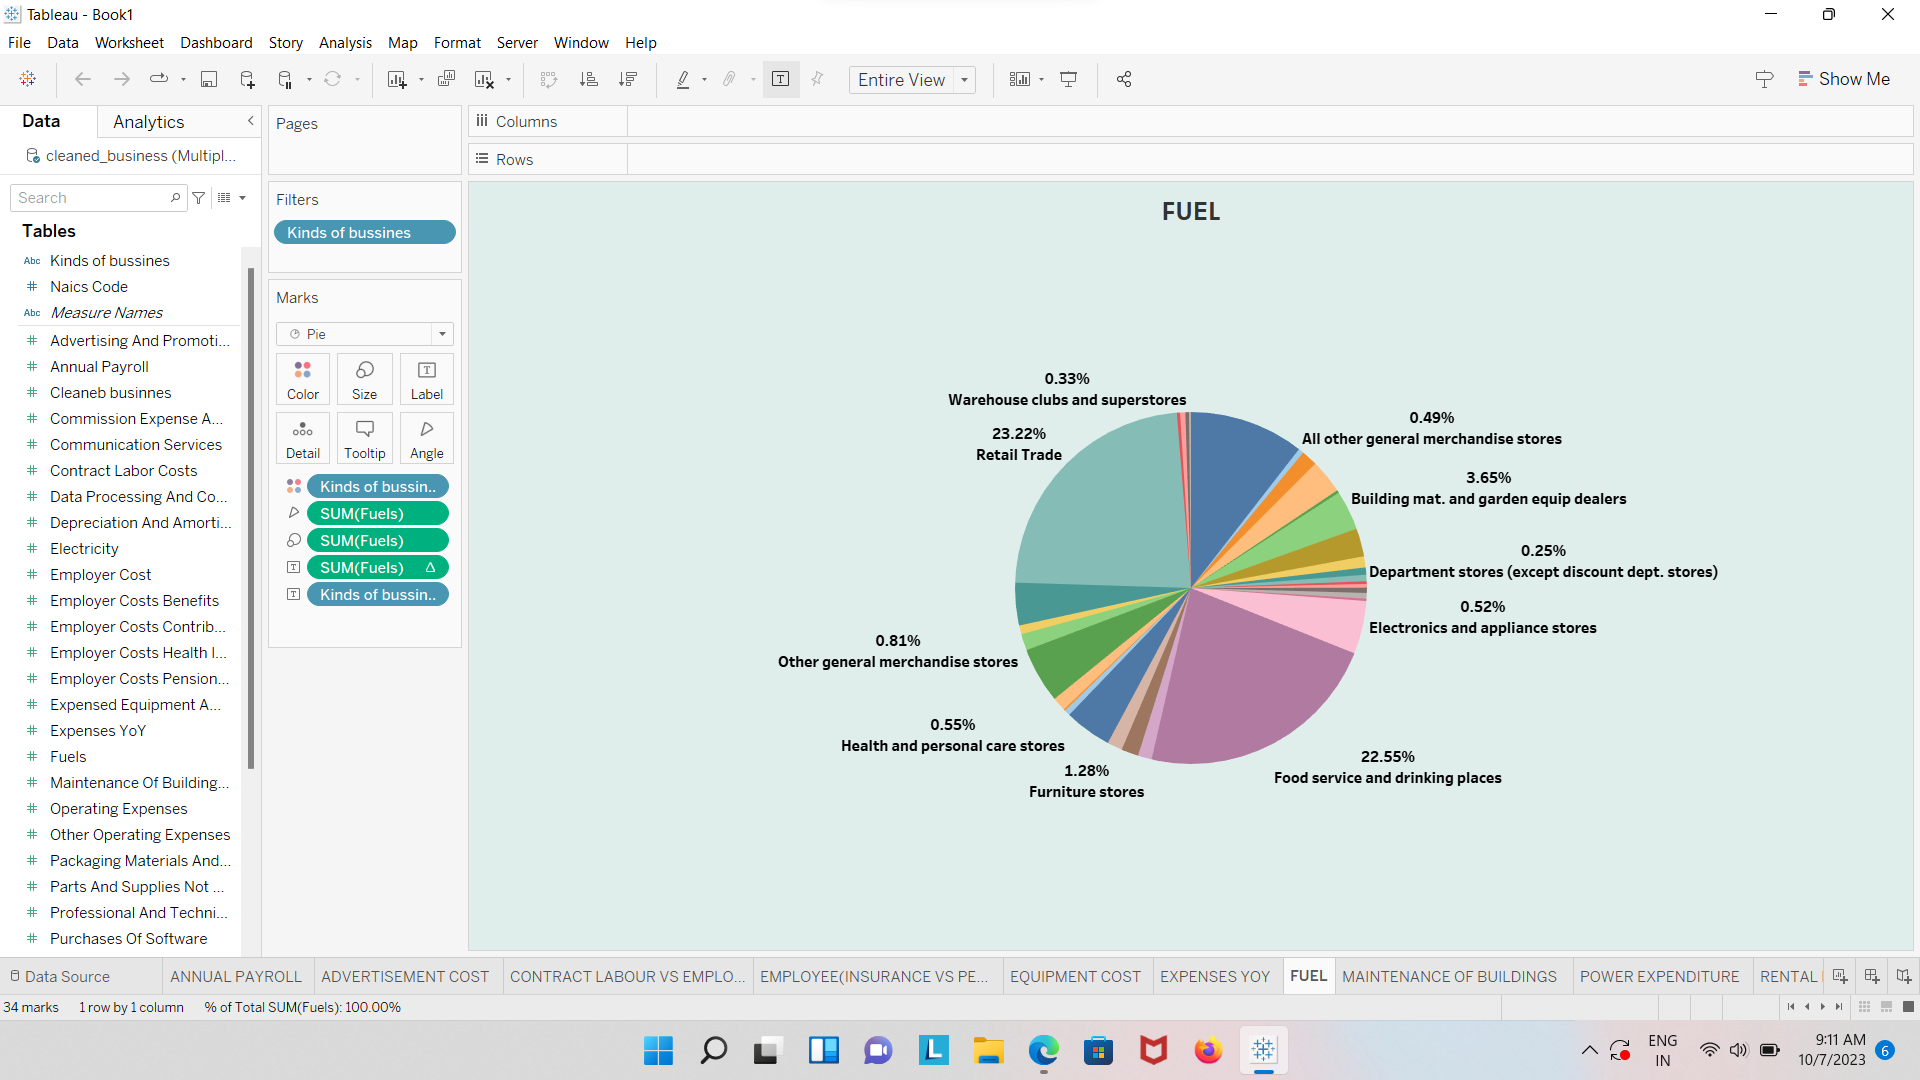 Tableau - Book1
File Data Worksheet Dashboard Story Analysis Map Format Server Window Help
Entire View
Show Me
Data Analytics
cleaned_business (Multipl...
Search
Tables
Abc Kinds of bussines
# Naics Code
Abc Measure Names
# Advertising And Promoti...
# Annual Payroll
# Cleaneb businnes
# Commission Expense A...
# Communication Services
# Contract Labor Costs
# Data Processing And Co...
# Depreciation And Amorti...
# Electricity
# Employer Cost
# Employer Costs Benefits
# Employer Costs Contrib...
# Employer Costs Health I...
# Employer Costs Pension...
# Expensed Equipment A...
# Expenses YoY
# Fuels
# Maintenance Of Building...
# Operating Expenses
# Other Operating Expenses
# Packaging Materials And...
# Parts And Supplies Not ...
# Professional And Techni...
# Purchases Of Software
Pages
Filters
Kinds of bussines
Marks
Pie
Color Size Label
Detail Tooltip Angle
Kinds of bussin..
SUM(Fuels)
SUM(Fuels)
SUM(Fuels) Δ
Kinds of bussin..
Columns
Rows
FUEL
0.33%
Warehouse clubs and superstores
23.22%
Retail Trade
0.49%
All other general merchandise stores
3.65%
Building mat. and garden equip dealers
0.25%
Department stores (except discount dept. stores)
0.52%
Electronics and appliance stores
0.81%
Other general merchandise stores
0.55%
Health and personal care stores
1.28%
Furniture stores
22.55%
Food service and drinking places
Data Source ANNUAL PAYROLL ADVERTISEMENT COST CONTRACT LABOUR VS EMPLO... EMPLOYEE(INSURANCE VS PE... EQUIPMENT COST EXPENSES YOY FUEL MAINTENANCE OF BUILDINGS POWER EXPENDITURE RENTAL
34 marks 1 row by 1 column % of Total SUM(Fuels): 100.00%
ENG
IN
9:11 AM
10/7/2023
6